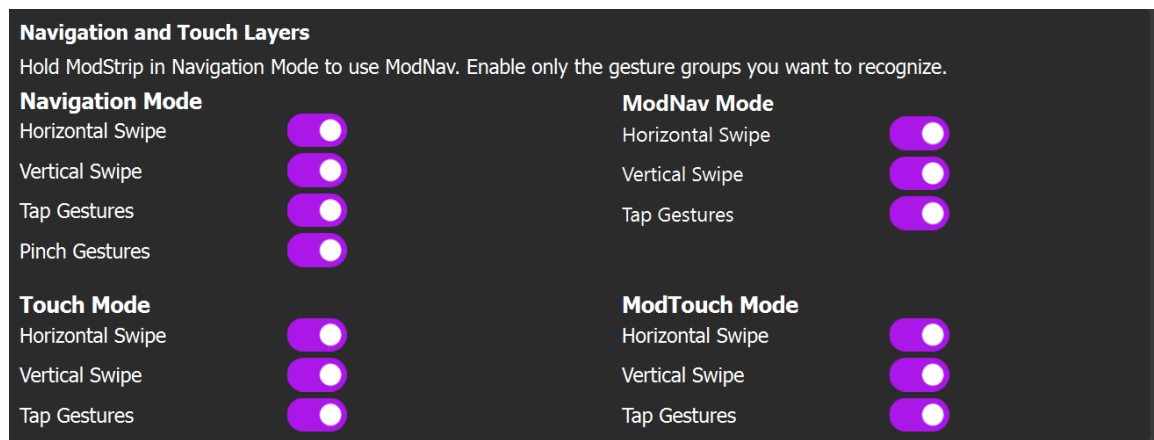 Navigation and Touch Layers
Hold ModStrip in Navigation Mode to use ModNav. Enable only the gesture groups you want to recognize.
Navigation Mode
Horizontal Swipe
Vertical Swipe
Tap Gestures
Pinch Gestures
ModNav Mode
Horizontal Swipe
Vertical Swipe
Tap Gestures
Touch Mode
Horizontal Swipe
Vertical Swipe
Tap Gestures
ModTouch Mode
Horizontal Swipe
Vertical Swipe
Tap Gestures